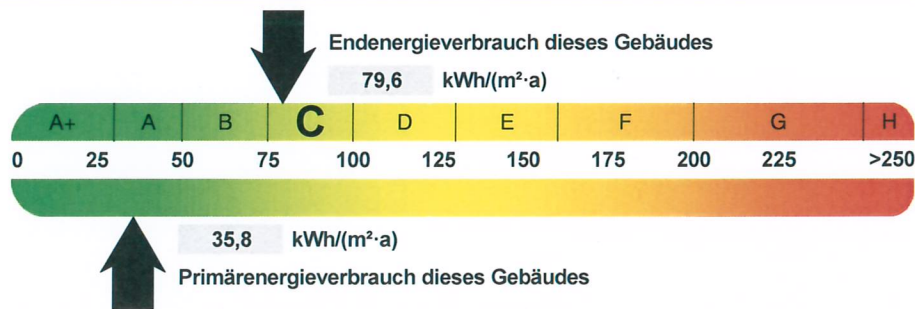 Endenergieverbrauch dieses Gebäudes
79,6 kWh/(m²·a)
A+ A B C D E F G H
0 25 50 75 100 125 150 175 200 225 >250
35,8 kWh/(m²·a)
Primärenergieverbrauch dieses Gebäudes